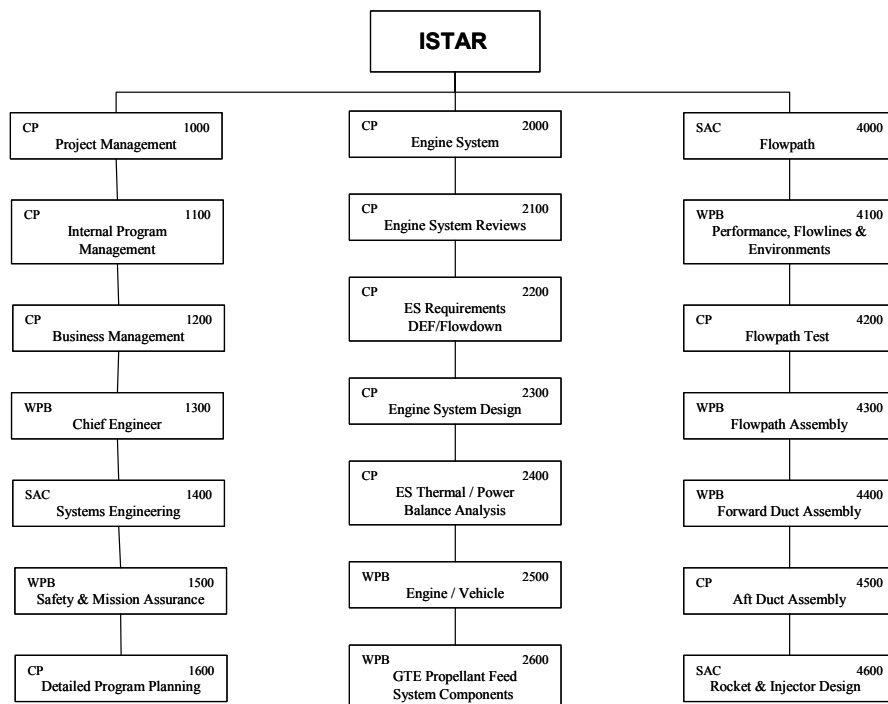 ISTAR
CP 1000
Project Management
CP 1100
Internal Program
Management
CP 1200
Business Management
WPB 1300
Chief Engineer
SAC 1400
Systems Engineering
WPB 1500
Safety & Mission Assurance
CP 1600
Detailed Program Planning
CP 2000
Engine System
CP 2100
Engine System Reviews
CP 2200
ES Requirements
DEF/Flowdown
CP 2300
Engine System Design
CP 2400
ES Thermal / Power
Balance Analysis
WPB 2500
Engine / Vehicle
WPB 2600
GTE Propellant Feed
System Components
SAC 4000
Flowpath
WPB 4100
Performance, Flowlines &
Environments
CP 4200
Flowpath Test
WPB 4300
Flowpath Assembly
WPB 4400
Forward Duct Assembly
CP 4500
Aft Duct Assembly
SAC 4600
Rocket & Injector Design